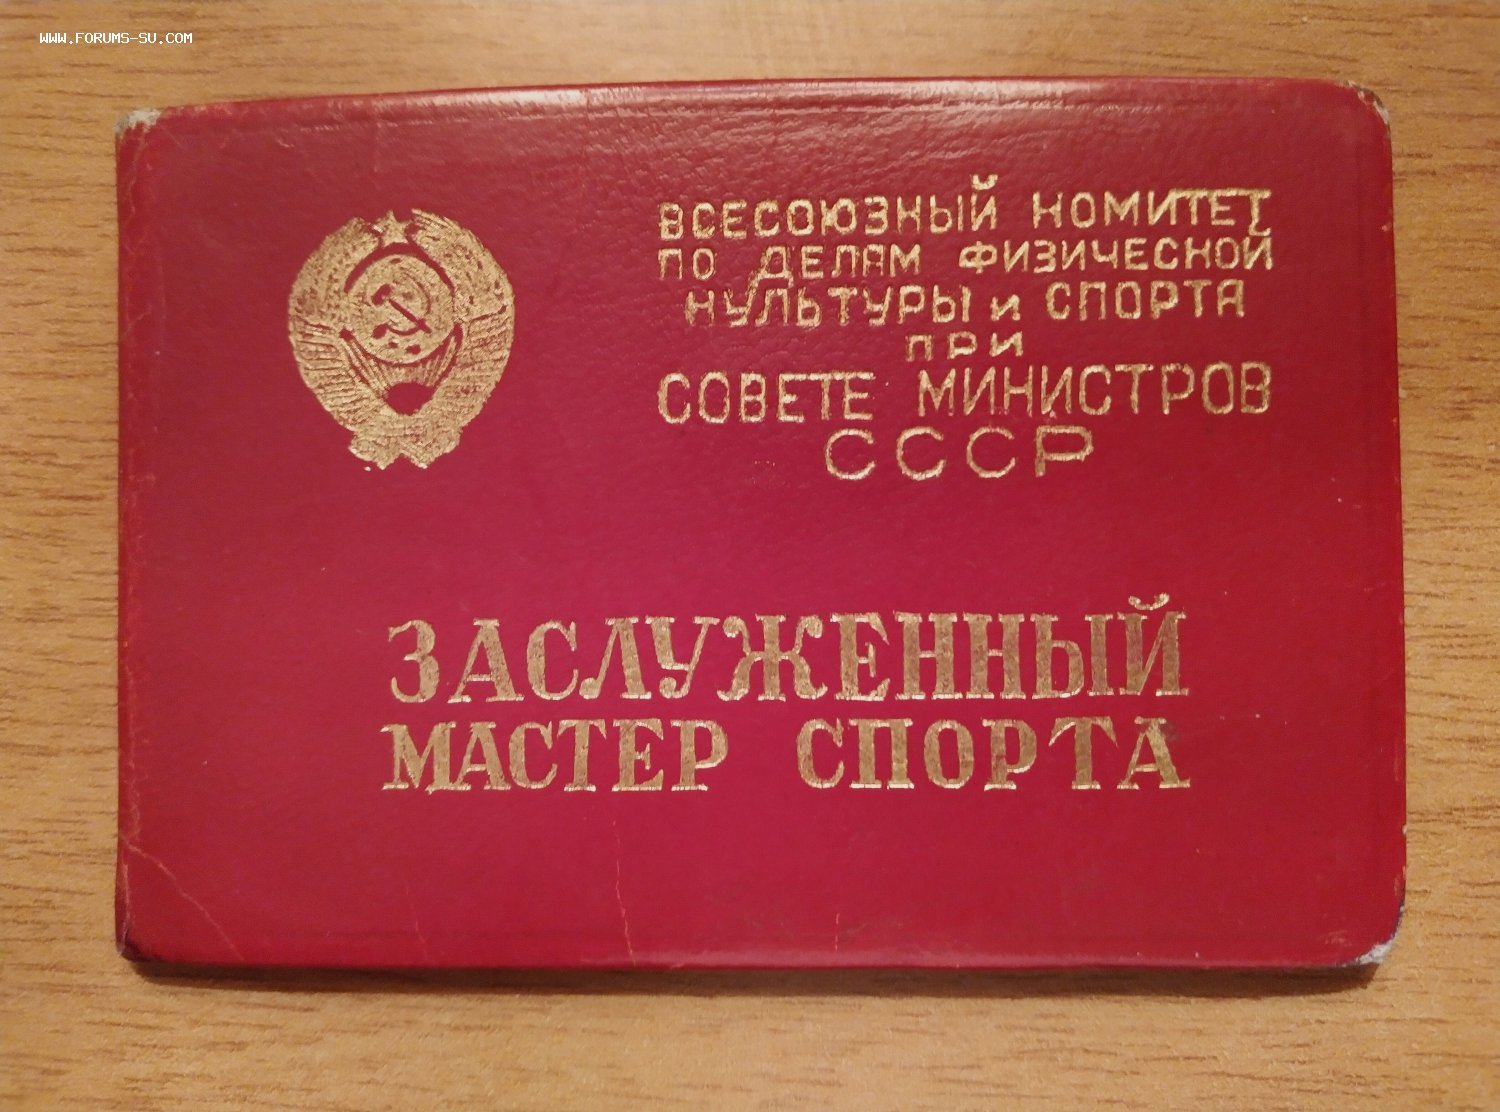 WWW.FORUMS-SU.COM
ВСЕСОЮЗНЫЙ КОМИТЕТ
ПО ДЕЛАМ ФИЗИЧЕСКОЙ
КУЛЬТУРЫ и СПОРТА
ПРИ
СОВЕТЕ МИНИСТРОВ
СССР
ЗАСЛУЖЕННЫЙ
МАСТЕР СПОРТА